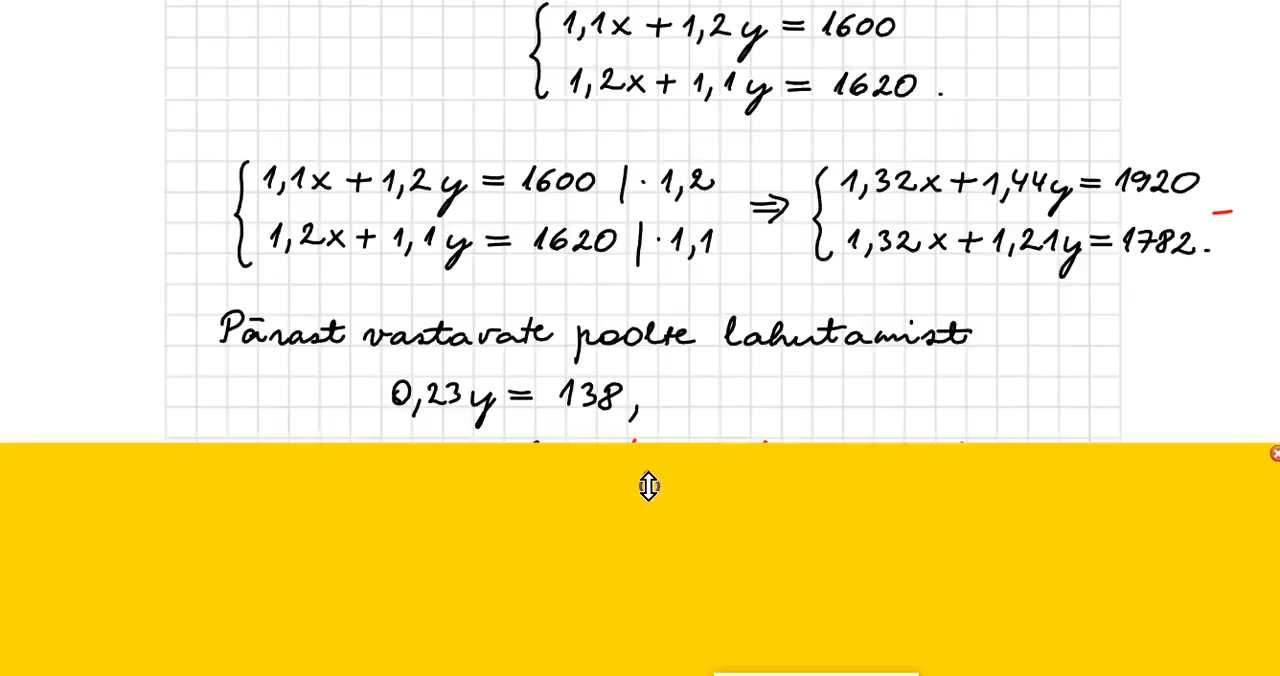 1,1x + 1,2y = 1600
1,2x + 1,1y = 1620 .
1,1x + 1,2y = 1600 | · 1,2 ⇒ 1,32x + 1,44y = 1920
1,2x + 1,1y = 1620 | · 1,1 1,32x + 1,21y = 1782. –
Pärast vastavate poolte lahutamist
0,23y = 138,